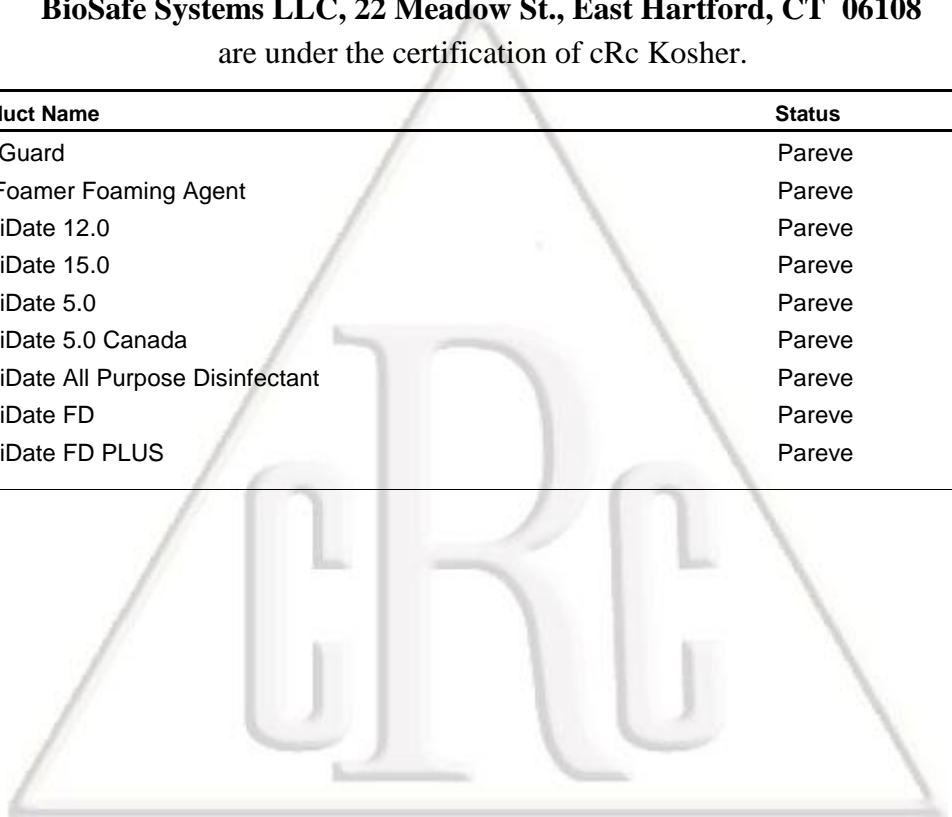 BioSafe Systems LLC, 22 Meadow St., East Hartford, CT 06108
are under the certification of cRc Kosher.
duct Name Status
Guard Pareve
Foamer Foaming Agent Pareve
iDate 12.0 Pareve
iDate 15.0 Pareve
iDate 5.0 Pareve
iDate 5.0 Canada Pareve
iDate All Purpose Disinfectant Pareve
iDate FD Pareve
iDate FD PLUS Pareve
cRc